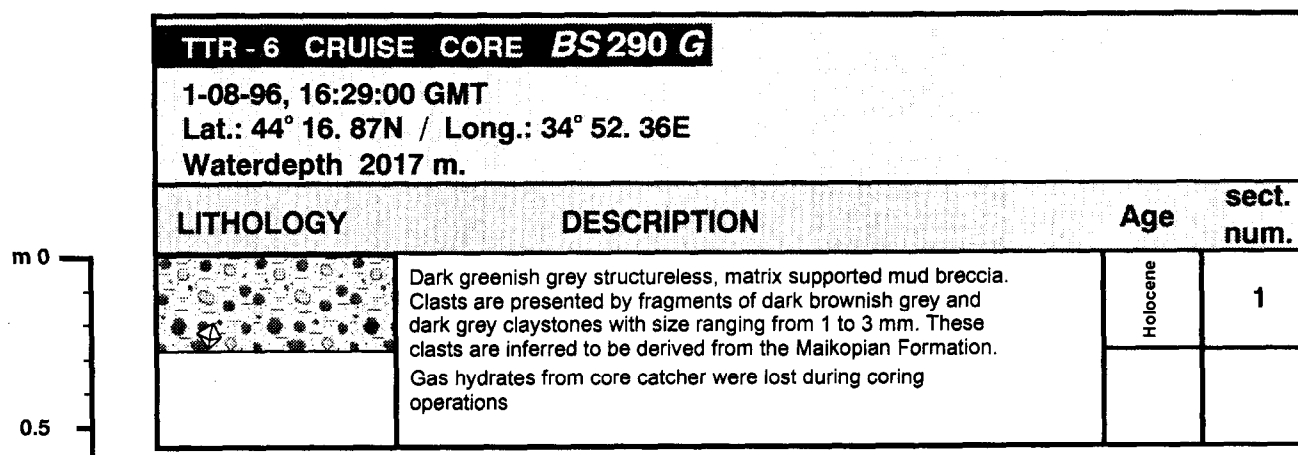 TTR - 6 CRUISE CORE BS 290 G
1-08-96, 16:29:00 GMT
Lat.: 44° 16. 87N / Long.: 34° 52. 36E
Waterdepth 2017 m.
LITHOLOGY DESCRIPTION Age sect. num.
m 0
Dark greenish grey structureless, matrix supported mud breccia.
Clasts are presented by fragments of dark brownish grey and
dark grey claystones with size ranging from 1 to 3 mm. These
clasts are inferred to be derived from the Maikopian Formation.
Gas hydrates from core catcher were lost during coring
operations
Holocene
1
0.5